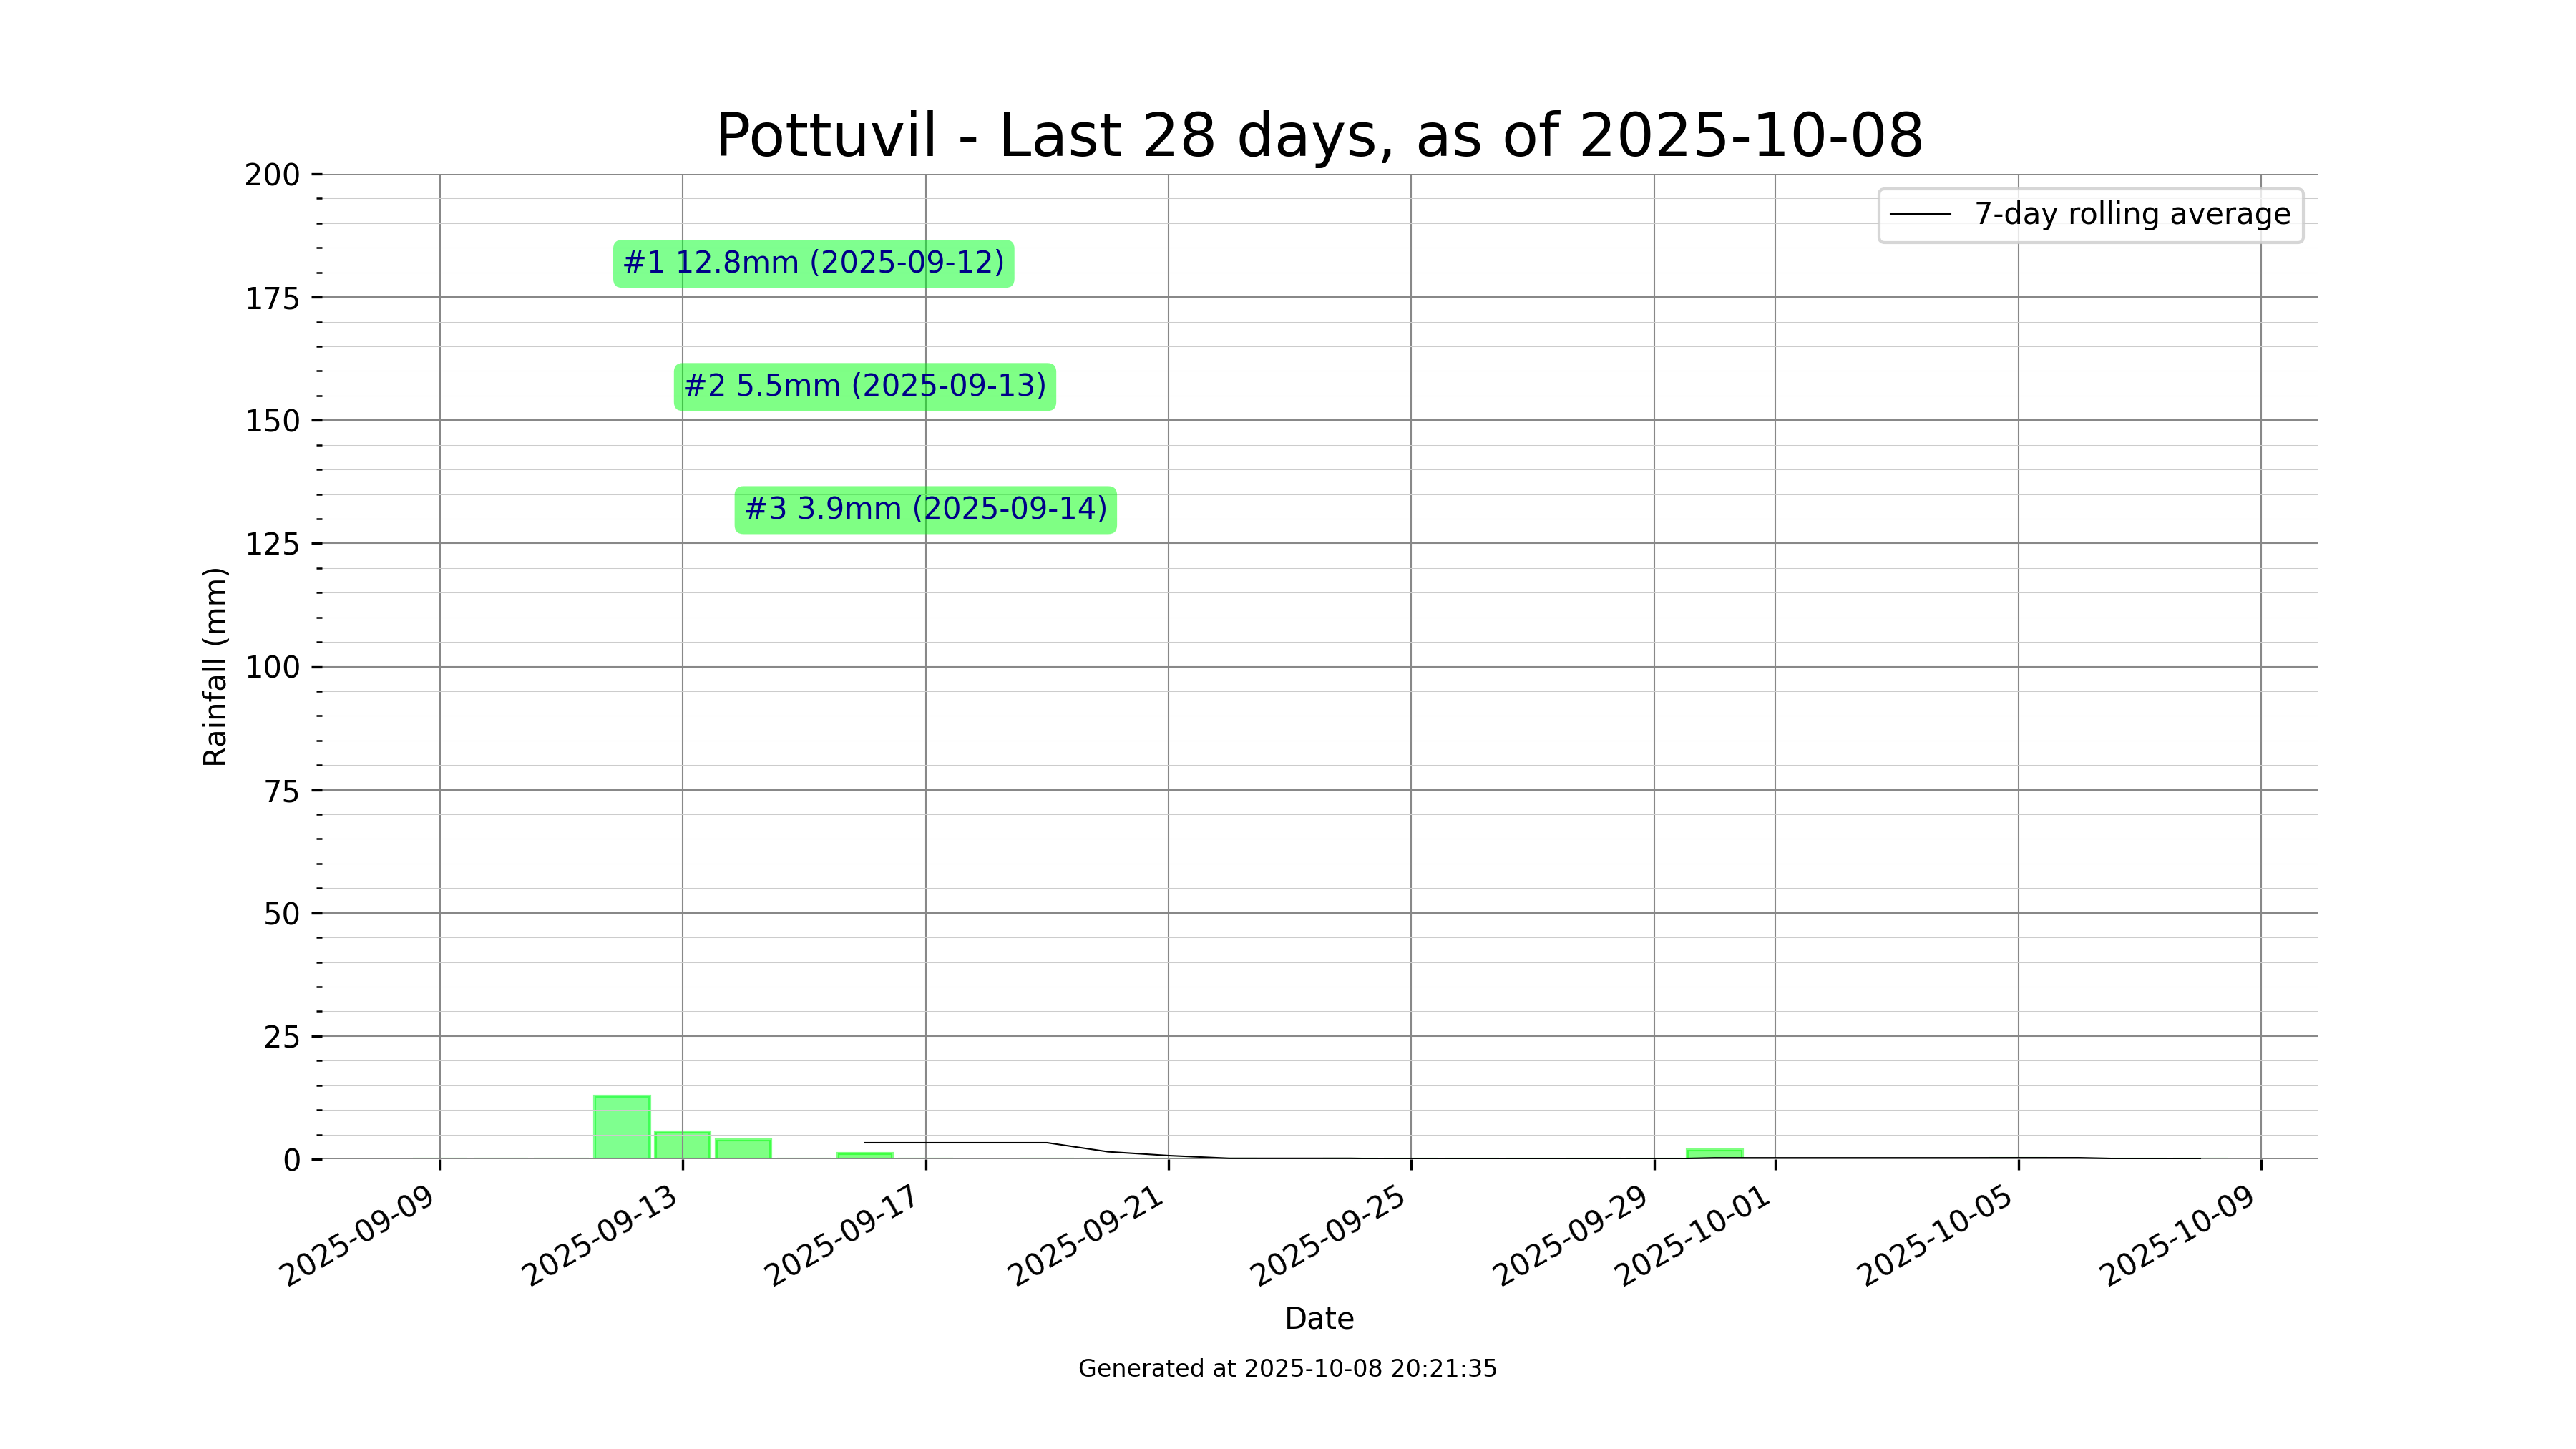 Pottuvil - Last 28 days, as of 2025-10-08
7-day rolling average
#1 12.8mm (2025-09-12)
#2 5.5mm (2025-09-13)
#3 3.9mm (2025-09-14)
Rainfall (mm)
200
175
150
125
100
75
50
25
0
2025-09-09
2025-09-13
2025-09-17
2025-09-21
2025-09-25
2025-09-29
2025-10-01
2025-10-05
2025-10-09
Date
Generated at 2025-10-08 20:21:35